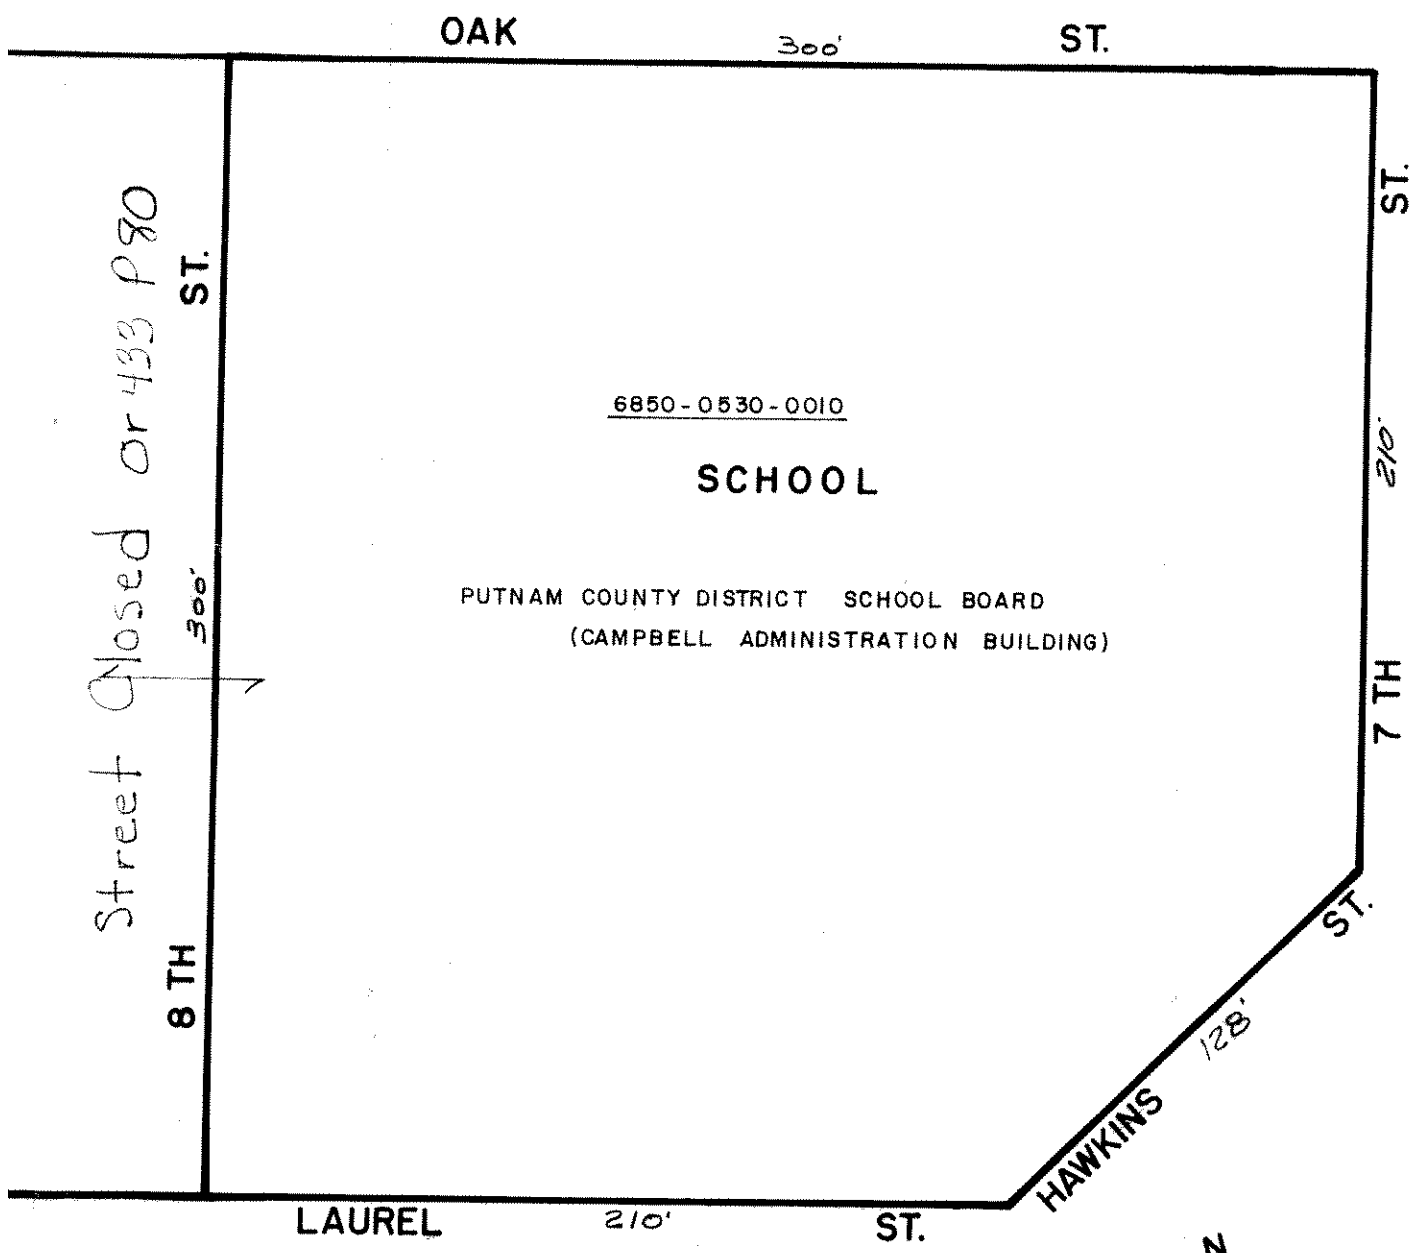 OAK 300' ST.
ST.
210'
7 TH
Street Closed Or 433 P 80
ST.
300'
8 TH
6850-0530-0010
SCHOOL
PUTNAM COUNTY DISTRICT SCHOOL BOARD
(CAMPBELL ADMINISTRATION BUILDING)
HAWKINS 128' ST.
LAUREL 210' ST.
N